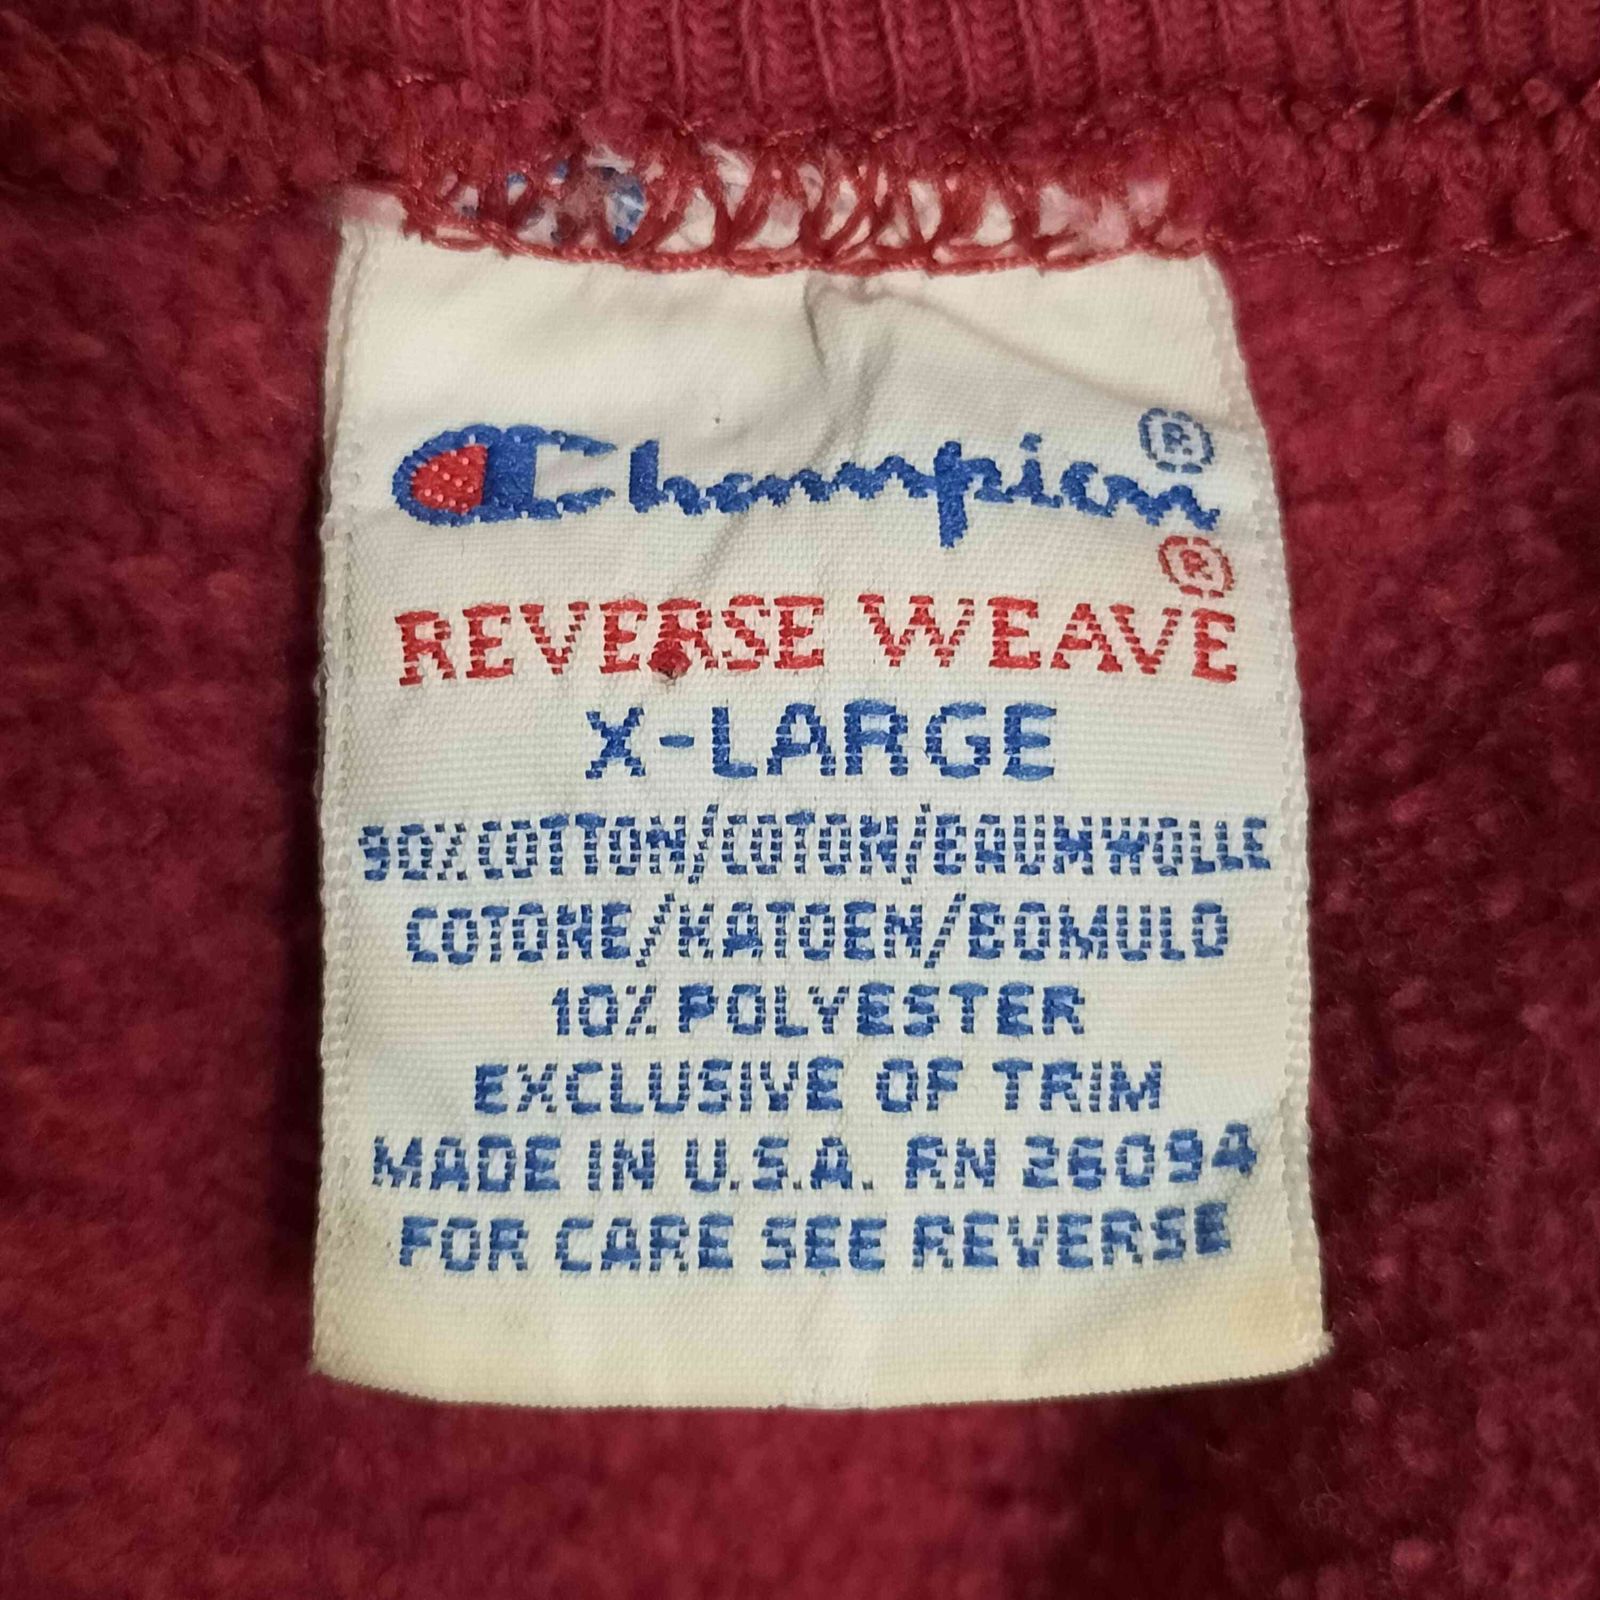 Champion®
REVERSE WEAVE®
X-LARGE
90% COTTON/COTON/BAUMWOLLE
COTONE/KATOEN/BOMULD
10% POLYESTER
EXCLUSIVE OF TRIM
MADE IN U.S.A. RN 26094
FOR CARE SEE REVERSE